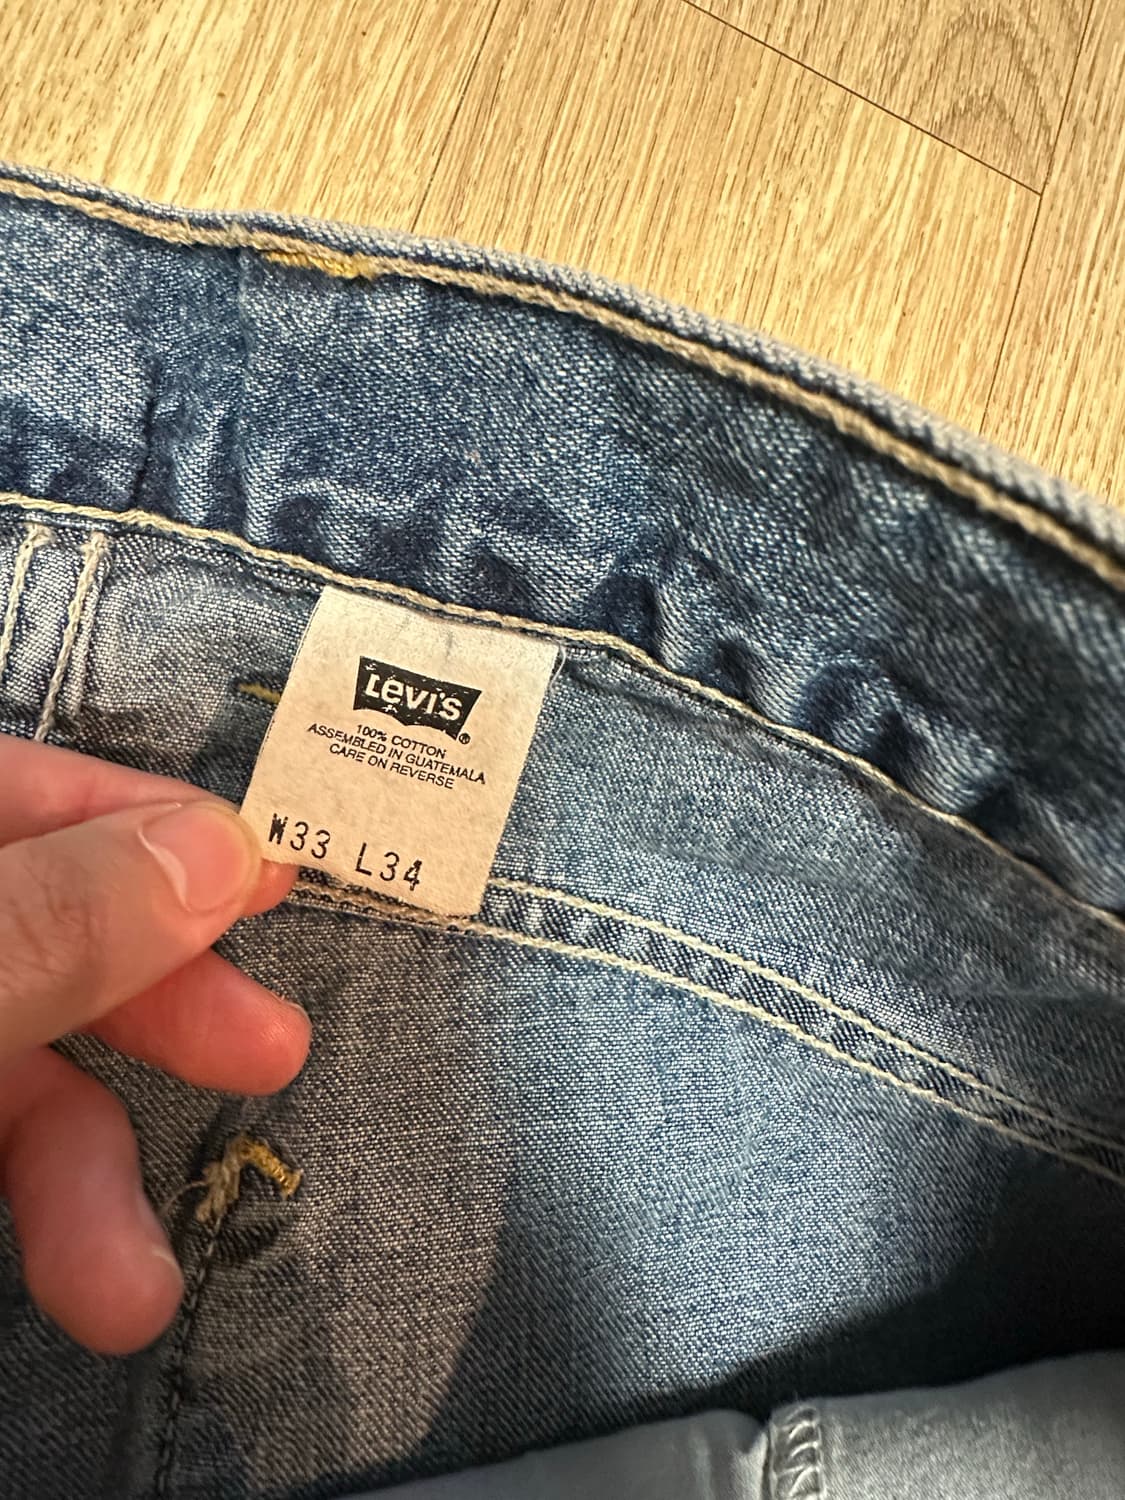 Levi's ®
100% COTTON
ASSEMBLED IN GUATEMALA
CARE ON REVERSE
W33 L34